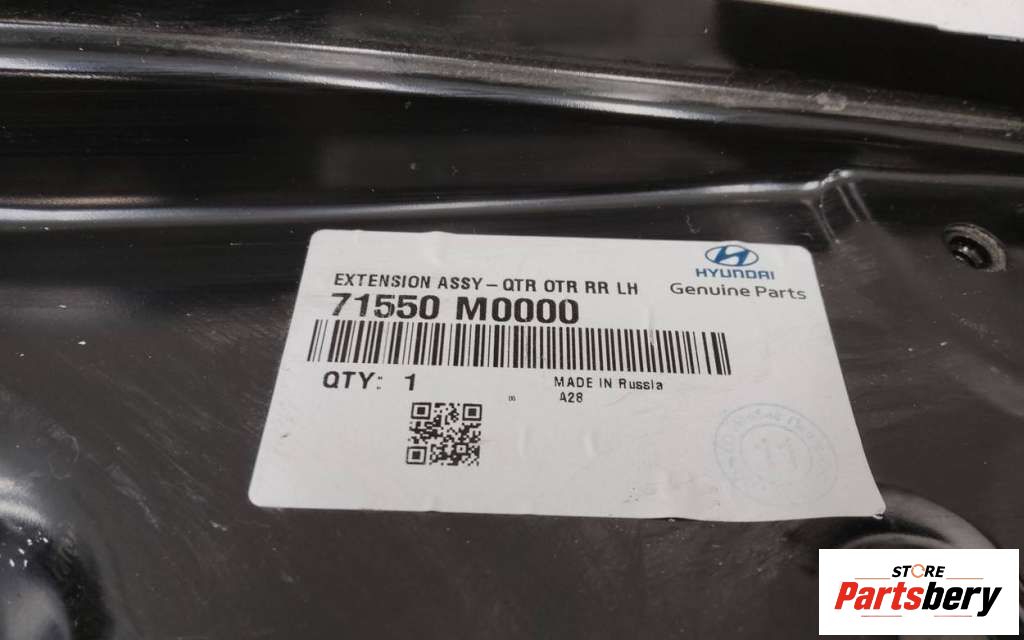 HYUNDAI
Genuine Parts
EXTENSION ASSY-QTR OTR RR LH
71550 M0000
QTY: 1
MADE IN Russia
A28
11
STORE
Partsbery